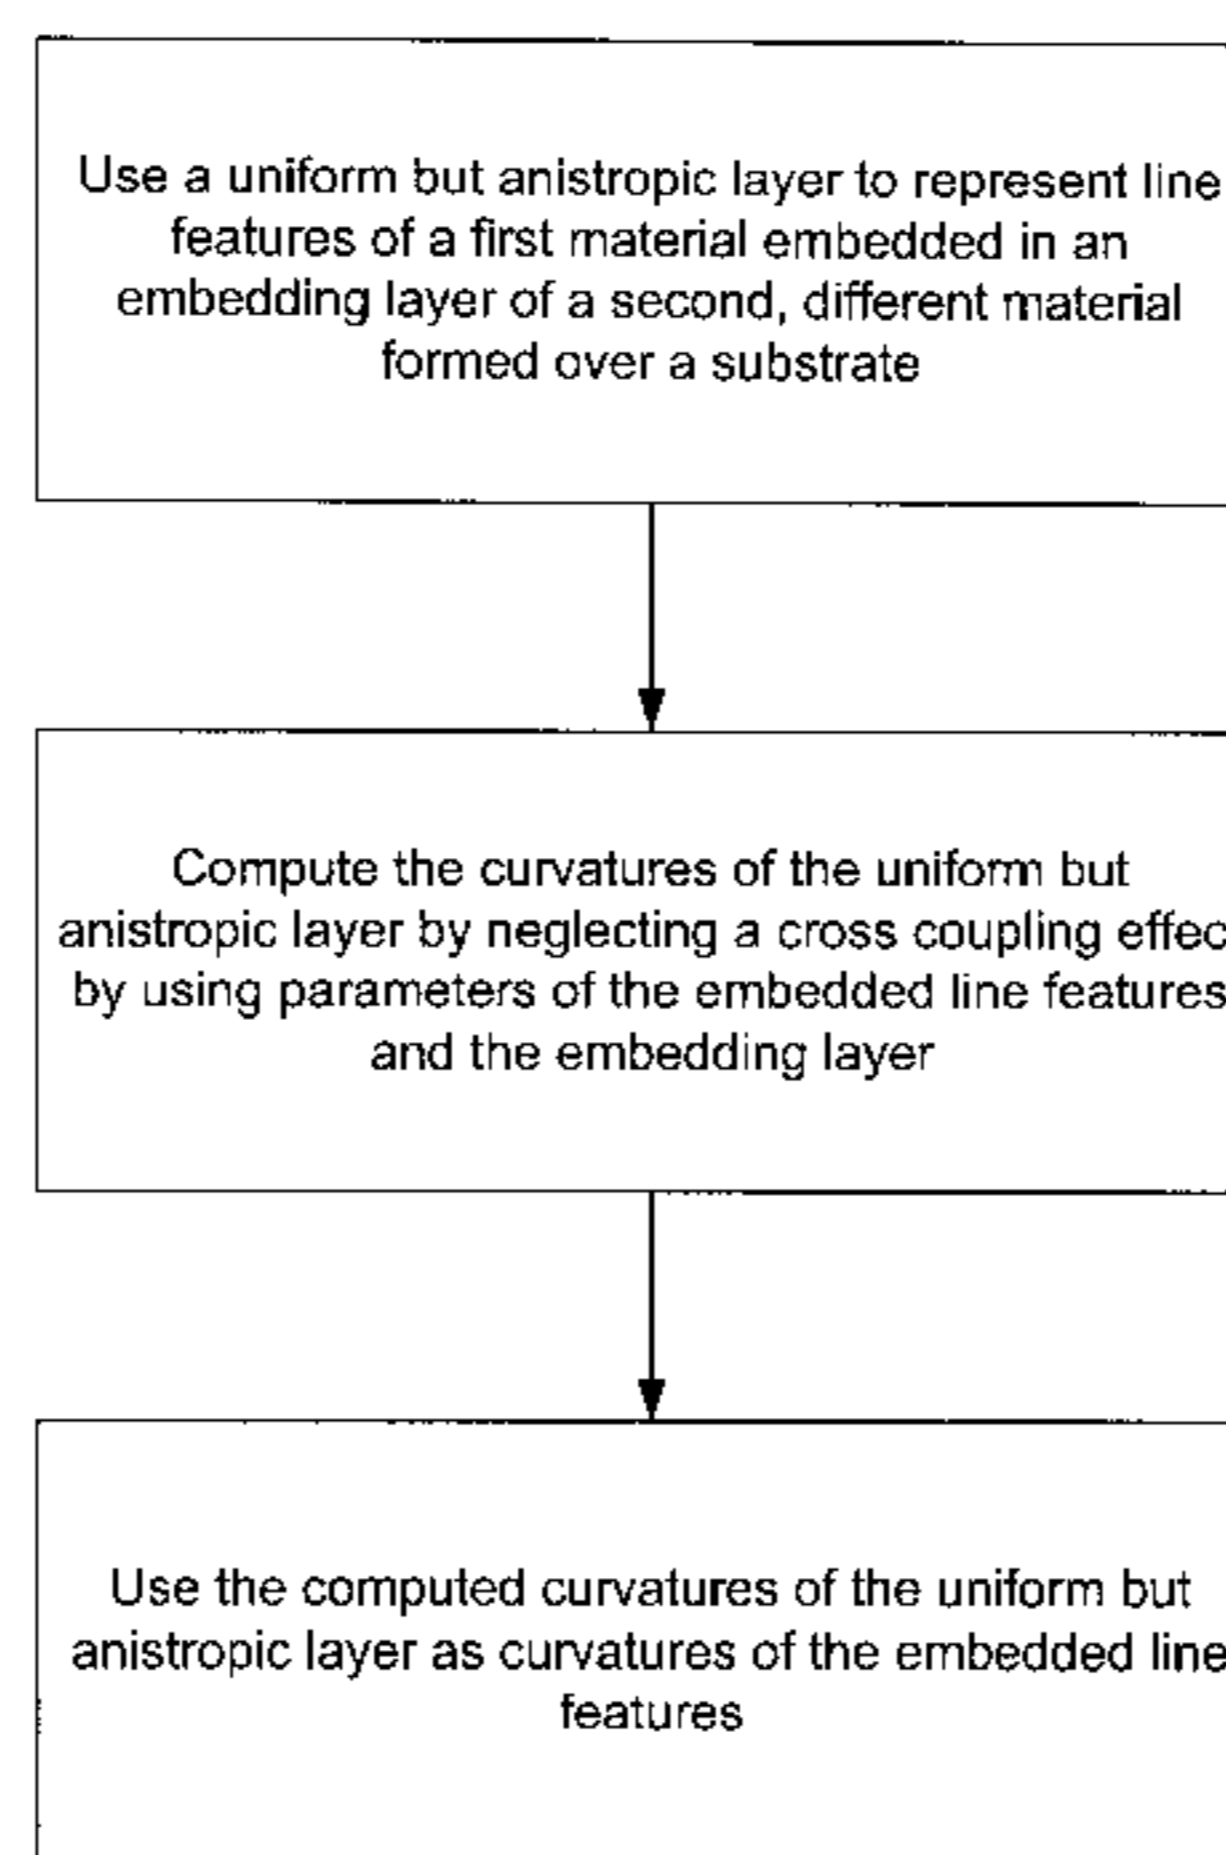 Use a uniform but anistropic layer to represent line
features of a first material embedded in an
embedding layer of a second, different material
formed over a substrate
Compute the curvatures of the uniform but
anistropic layer by neglecting a cross coupling effec
by using parameters of the embedded line features
and the embedding layer
Use the computed curvatures of the uniform but
anistropic layer as curvatures of the embedded line
features